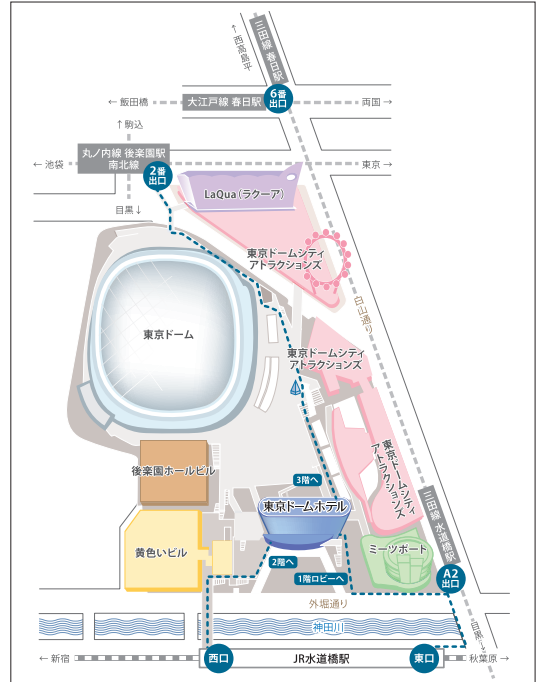 ↑西高島平
三田線 春日駅
6番
出口
← 飯田橋
大江戸線 春日駅
両国 →
↑駒込
丸ノ内線 後楽園駅
南北線
← 池袋
2番
出口
東京 →
目黒↓
LaQua(ラクーア)
東京ドームシティ
アトラクションズ
白山通り
東京ドーム
東京ドームシティ
アトラクションズ
東京ドームシティ
アトラクションズ
後楽園ホールビル
3階へ
東京ドームホテル
三田線 水道橋駅
黄色いビル
2階へ
1階ロビーへ
ミーツポート
A2
出口
外堀通り
神田川
目黒↓
← 新宿
西口
JR水道橋駅
東口
秋葉原 →